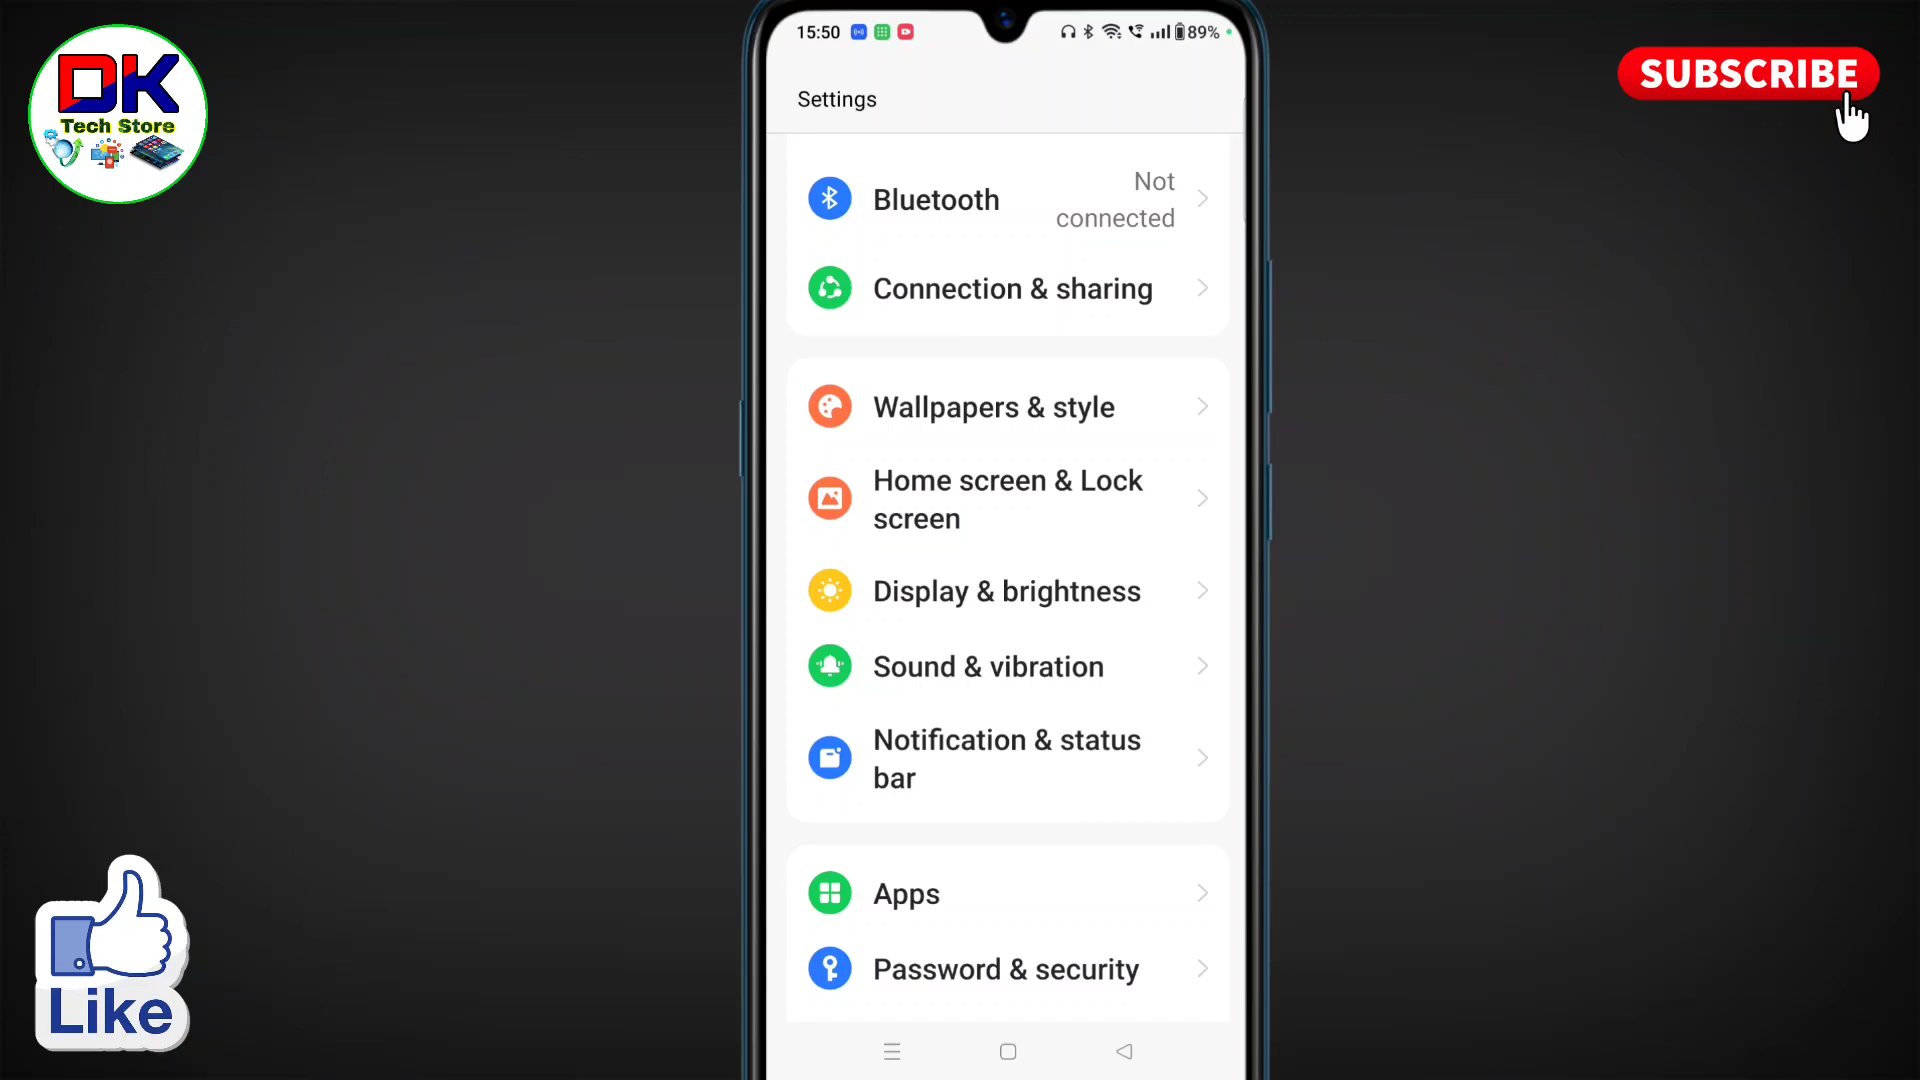 DK
Tech Store
SUBSCRIBE
15:50
89%
Settings
Bluetooth
Not
connected
Connection & sharing
Wallpapers & style
Home screen & Lock
screen
Display & brightness
Sound & vibration
Notification & status
bar
Apps
Password & security
Like